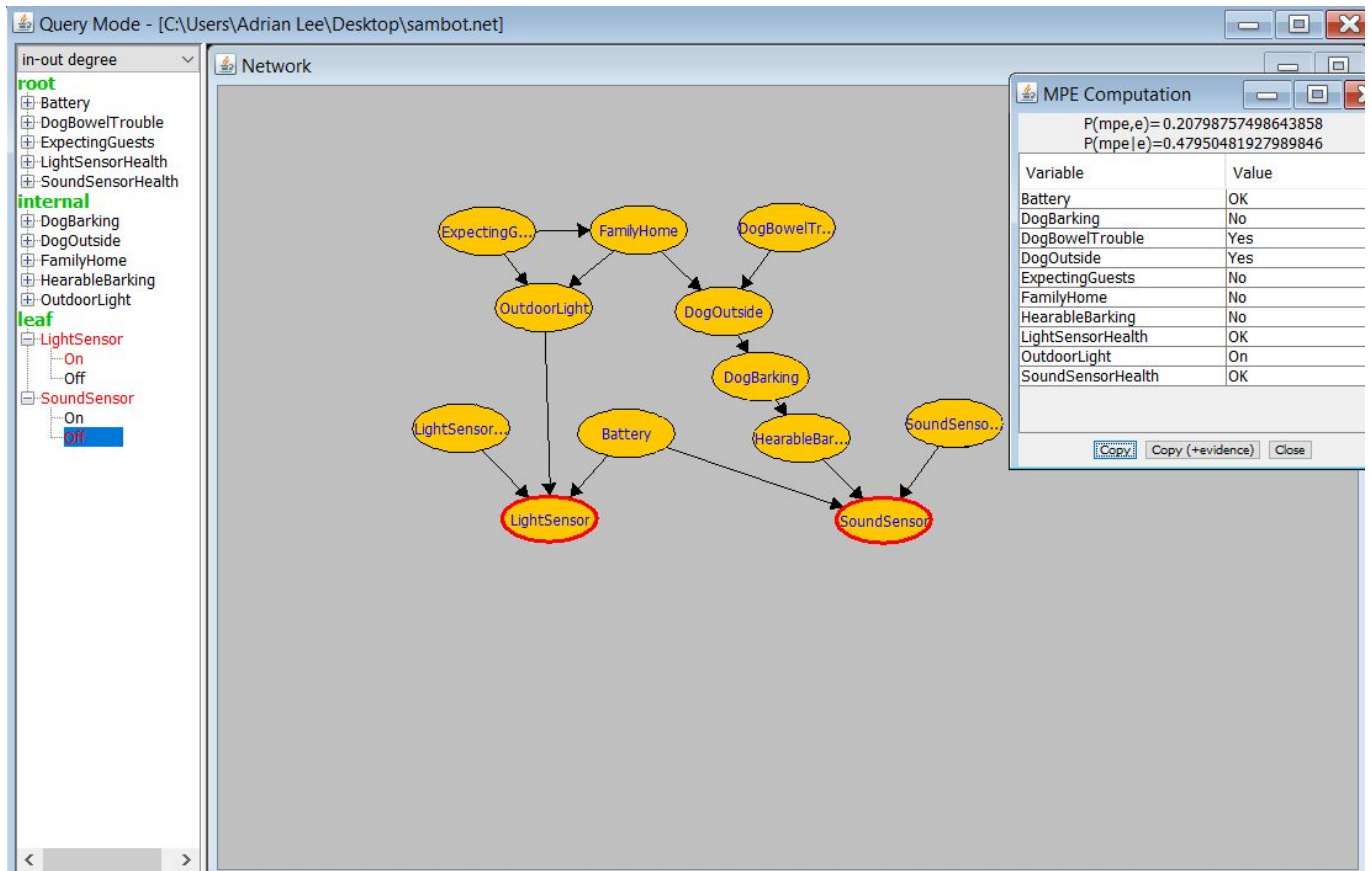 Query Mode - [C:\Users\Adrian Lee\Desktop\sambot.net]
in-out degree
root
Battery
DogBowelTrouble
ExpectingGuests
LightSensorHealth
SoundSensorHealth
internal
DogBarking
DogOutside
FamilyHome
HearableBarking
OutdoorLight
leaf
LightSensor
On
Off
SoundSensor
On
Off
Network
ExpectingG...
FamilyHome
DogBowelTr...
OutdoorLight
DogOutside
DogBarking
LightSensor...
Battery
HearableBar...
SoundSenso...
LightSensor
SoundSensor
MPE Computation
P(mpe,e)=0.20798757498643858
P(mpe|e)=0.47950481927989846
Variable Value
Battery OK
DogBarking No
DogBowelTrouble Yes
DogOutside Yes
ExpectingGuests No
FamilyHome No
HearableBarking No
LightSensorHealth OK
OutdoorLight On
SoundSensorHealth OK
Copy Copy (+evidence) Close